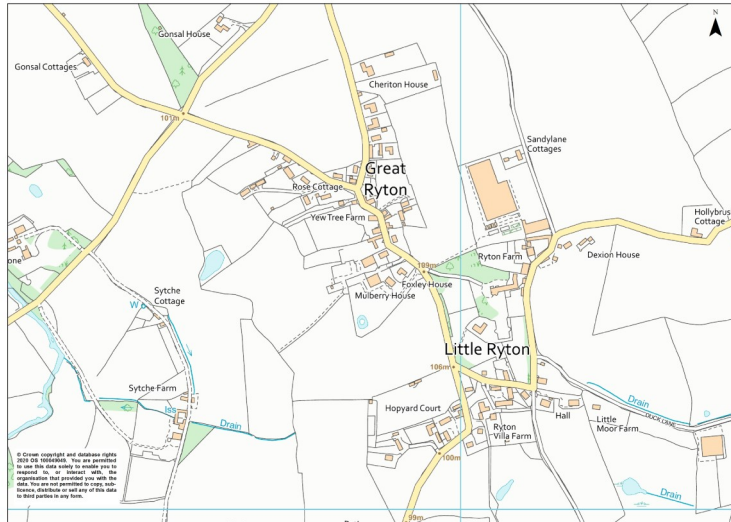 N
Gonsal House
Gonsal Cottages
Cheriton House
101m
Sandylane
Cottages
Great
Ryton
Rose Cottage
Yew Tree Farm
Hollybrus
Cottage
one
Ryton Farm
Dexion House
109m
Foxley House
Mulberry House
Sytche
Cottage
W
Little Ryton
106m
Sytche Farm
Iss
Drain
Hopyard Court
Ryton
Villa Farm
Hall
Little
Moor Farm
DUCK LANE
Drain
100m
Drain
99m
© Crown copyright and database rights
2020 OS 100049049. You are permitted
to use this data solely to enable you to
respond to, or interact with, the
organisation that provided you with the
data. You are not permitted to copy, sub-
licence, distribute or sell any of this data
to third parties in any form.